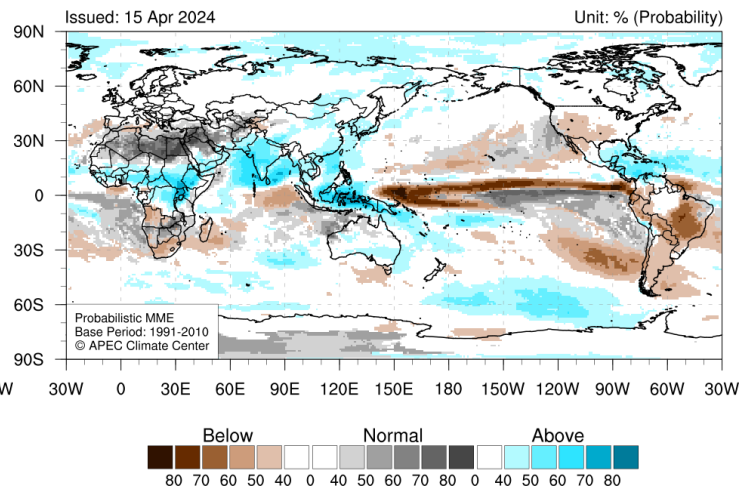 Issued: 15 Apr 2024 Unit: % (Probability)
90N
60N
30N
0
30S
60S
90S
Probabilistic MME
Base Period: 1991-2010
© APEC Climate Center
W 30W 0 30E 60E 90E 120E 150E 180 150W 120W 90W 60W 30W
Below Normal Above
80 70 60 50 40 0 40 50 60 70 80 0 40 50 60 70 80